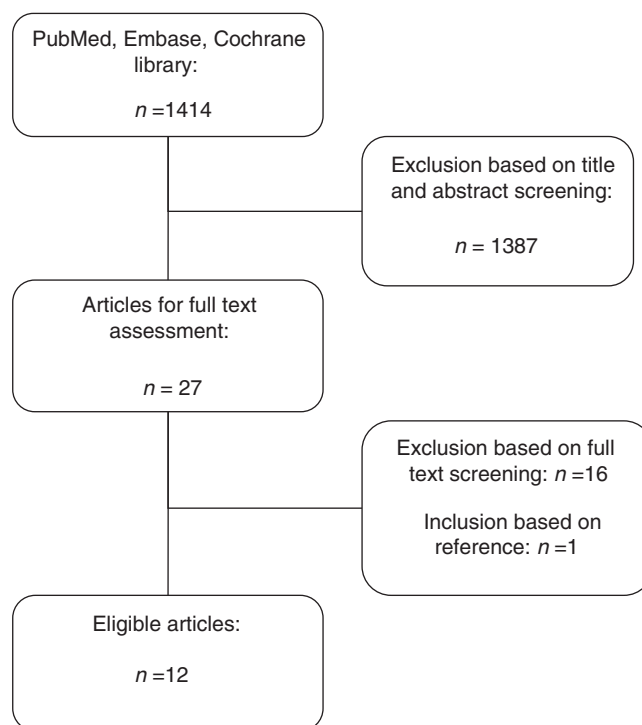 PubMed, Embase, Cochrane
library:
n =1414
Exclusion based on title
and abstract screening:
n = 1387
Articles for full text
assessment:
n = 27
Exclusion based on full
text screening: n =16
Inclusion based on
reference: n =1
Eligible articles:
n =12